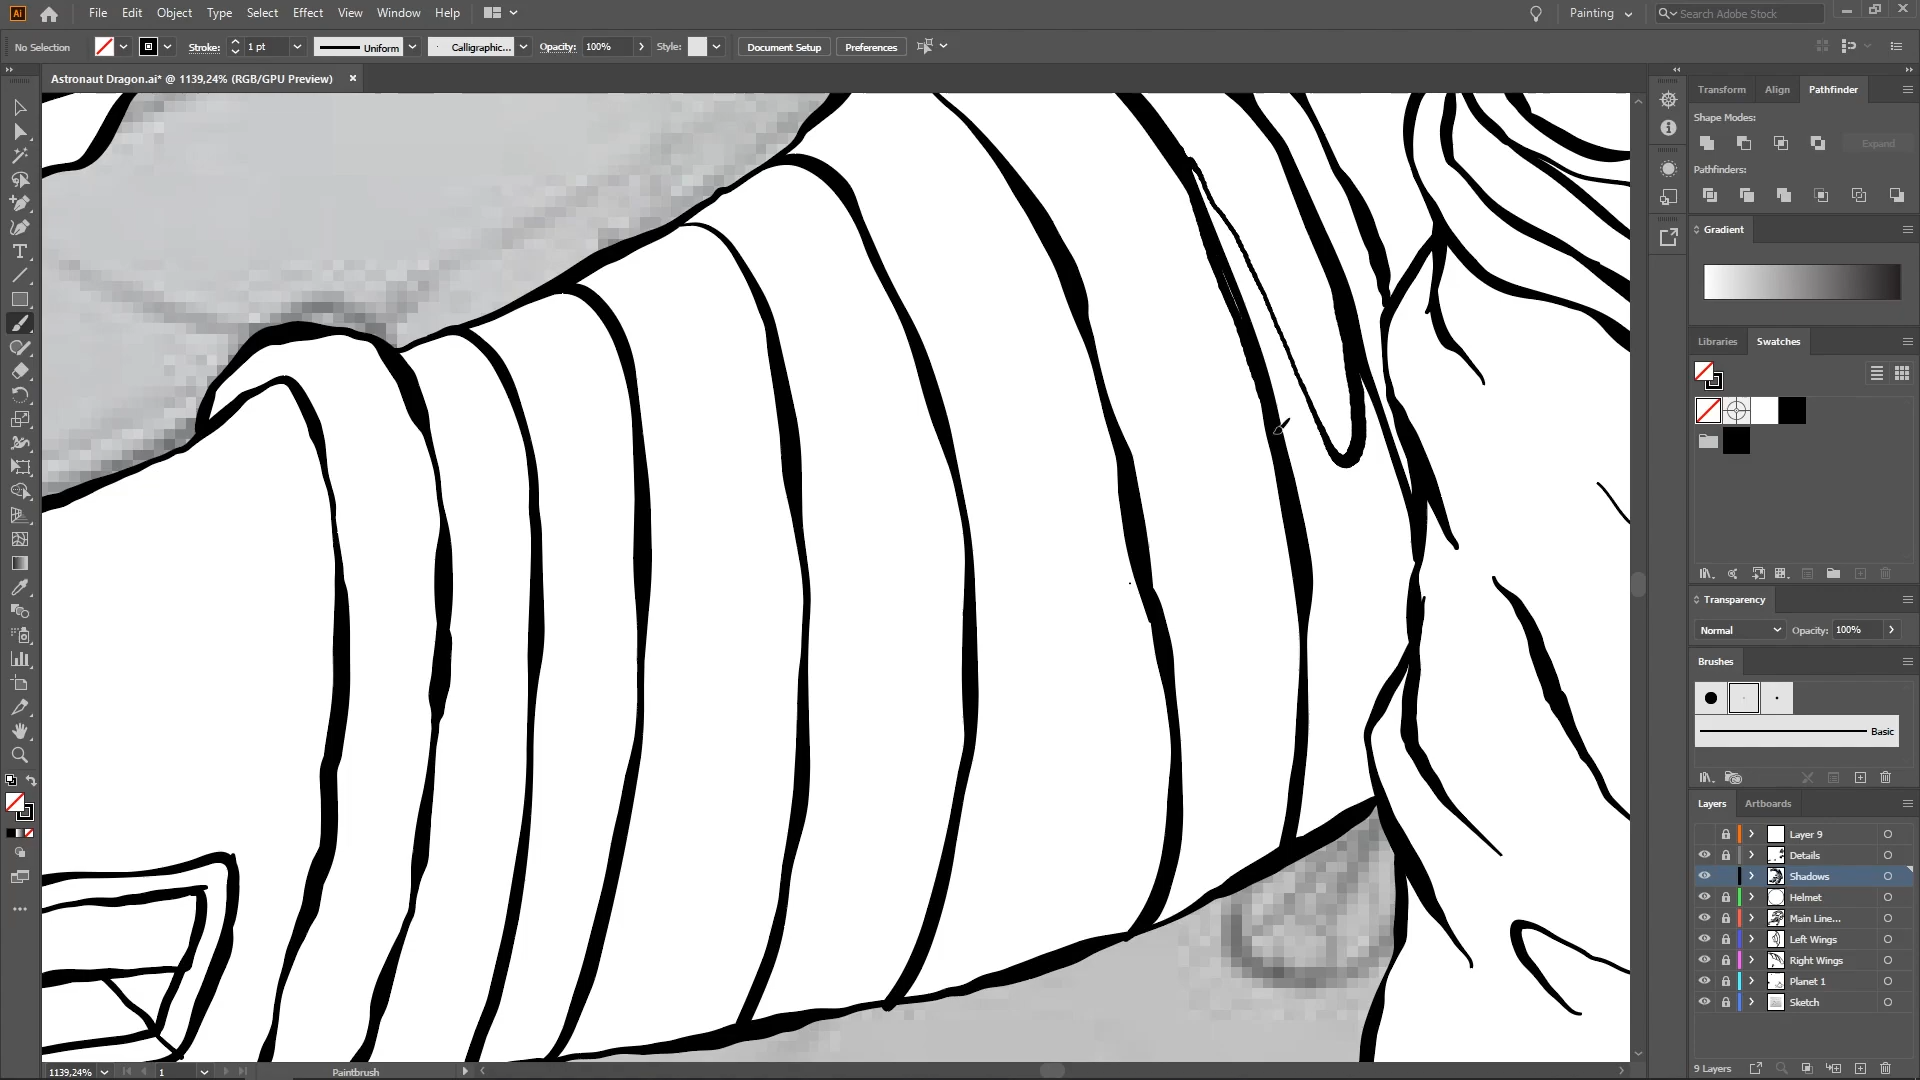 Ai File Edit Object Type Select Effect View Window Help Painting Search Adobe Stock
No Selection Stroke: 1 pt Uniform Calligraphic... Opacity: 100% Style: Document Setup Preferences
Astronaut Dragon.ai* @ 1139,24% (RGB/GPU Preview) ×
Transform Align Pathfinder
Shape Modes:
Expand
Pathfinders:
Gradient
Libraries Swatches
Transparency
Normal Opacity: 100%
Brushes
Basic
Layers Artboards
Layer 9
Details
Shadows
Helmet
Main Line...
Left Wings
Right Wings
Planet 1
Sketch
1139,24% 1 Paintbrush 9 Layers